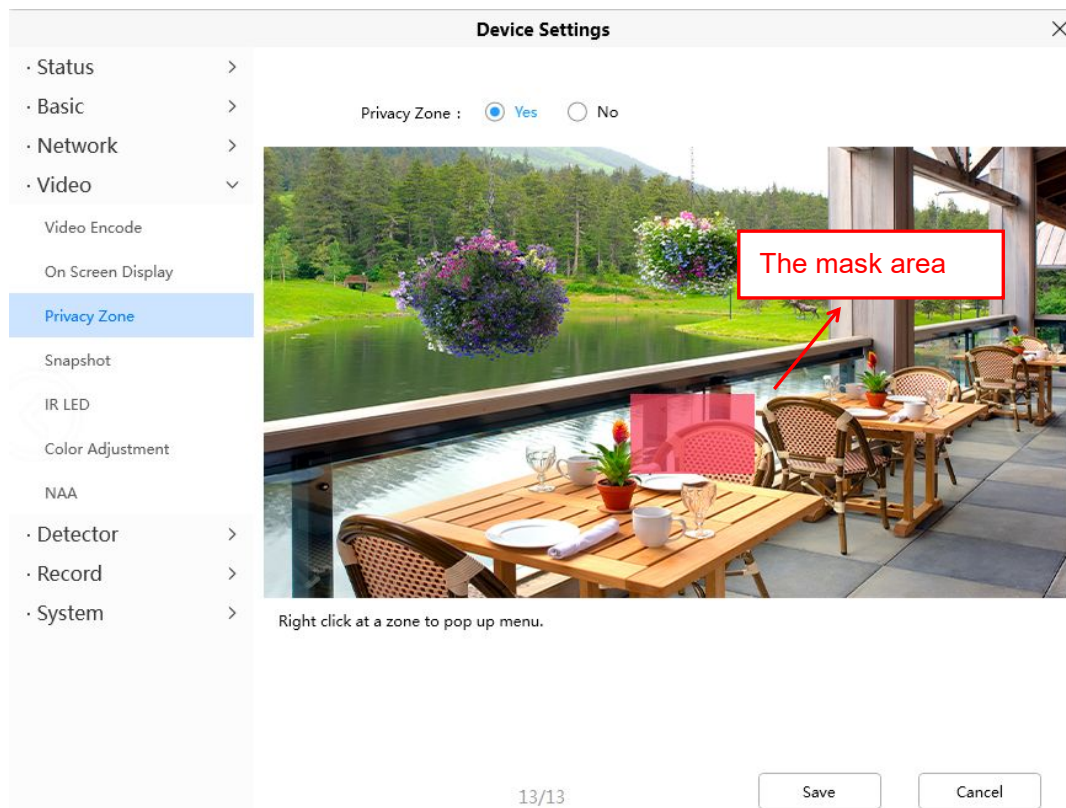 Device Settings
· Status
· Basic
· Network
· Video
Video Encode
On Screen Display
Privacy Zone
Snapshot
IR LED
Color Adjustment
NAA
· Detector
· Record
· System
Privacy Zone : Yes No
The mask area
Right click at a zone to pop up menu.
13/13
Save Cancel